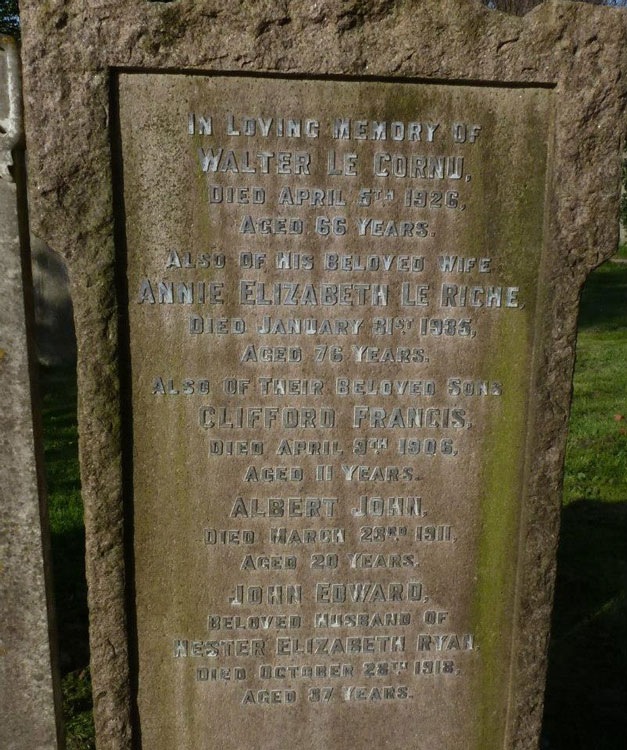 IN LOVING MEMORY OF
WALTER LE CORNU,
DIED APRIL 5TH 1926,
AGED 66 YEARS.
ALSO OF HIS BELOVED WIFE
ANNIE ELIZABETH LE RICHE,
DIED JANUARY 31ST 1935,
AGED 76 YEARS.
ALSO OF THEIR BELOVED SONS
CLIFFORD FRANCIS,
DIED APRIL 9TH 1906,
AGED 11 YEARS.
ALBERT JOHN,
DIED MARCH 23RD 1911,
AGED 20 YEARS.
JOHN EDWARD,
BELOVED HUSBAND OF
HESTER ELIZABETH RYAN,
DIED OCTOBER 28TH 1918,
AGED 37 YEARS.